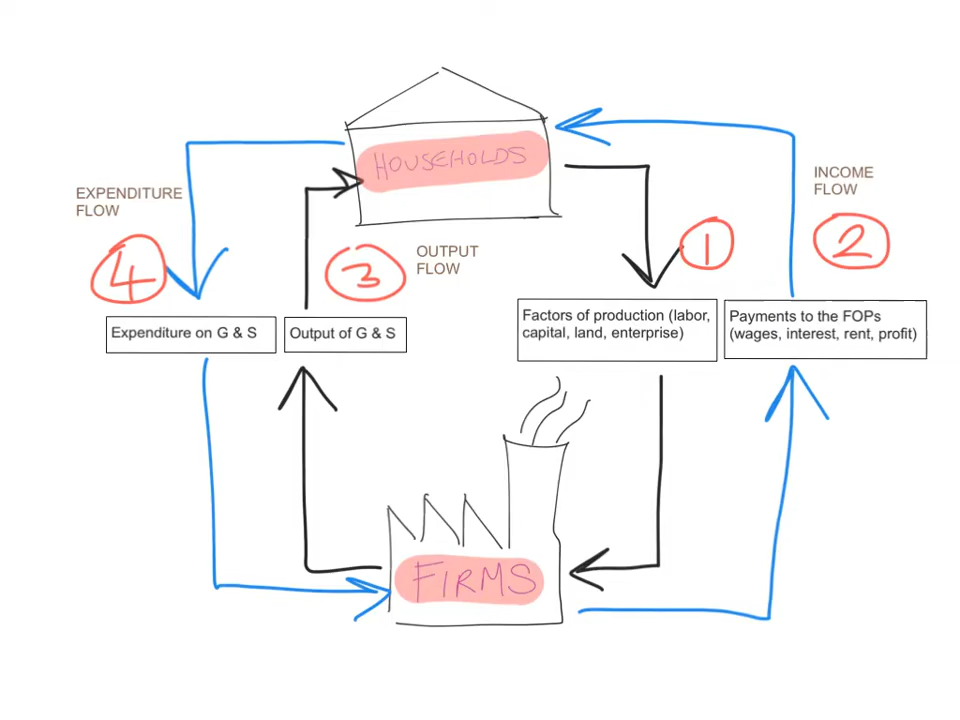 HOUSEHOLDS
EXPENDITURE
FLOW
INCOME
FLOW
4
3
OUTPUT
FLOW
1
2
Expenditure on G & S
Output of G & S
Factors of production (labor,
capital, land, enterprise)
Payments to the FOPs
(wages, interest, rent, profit)
FIRMS